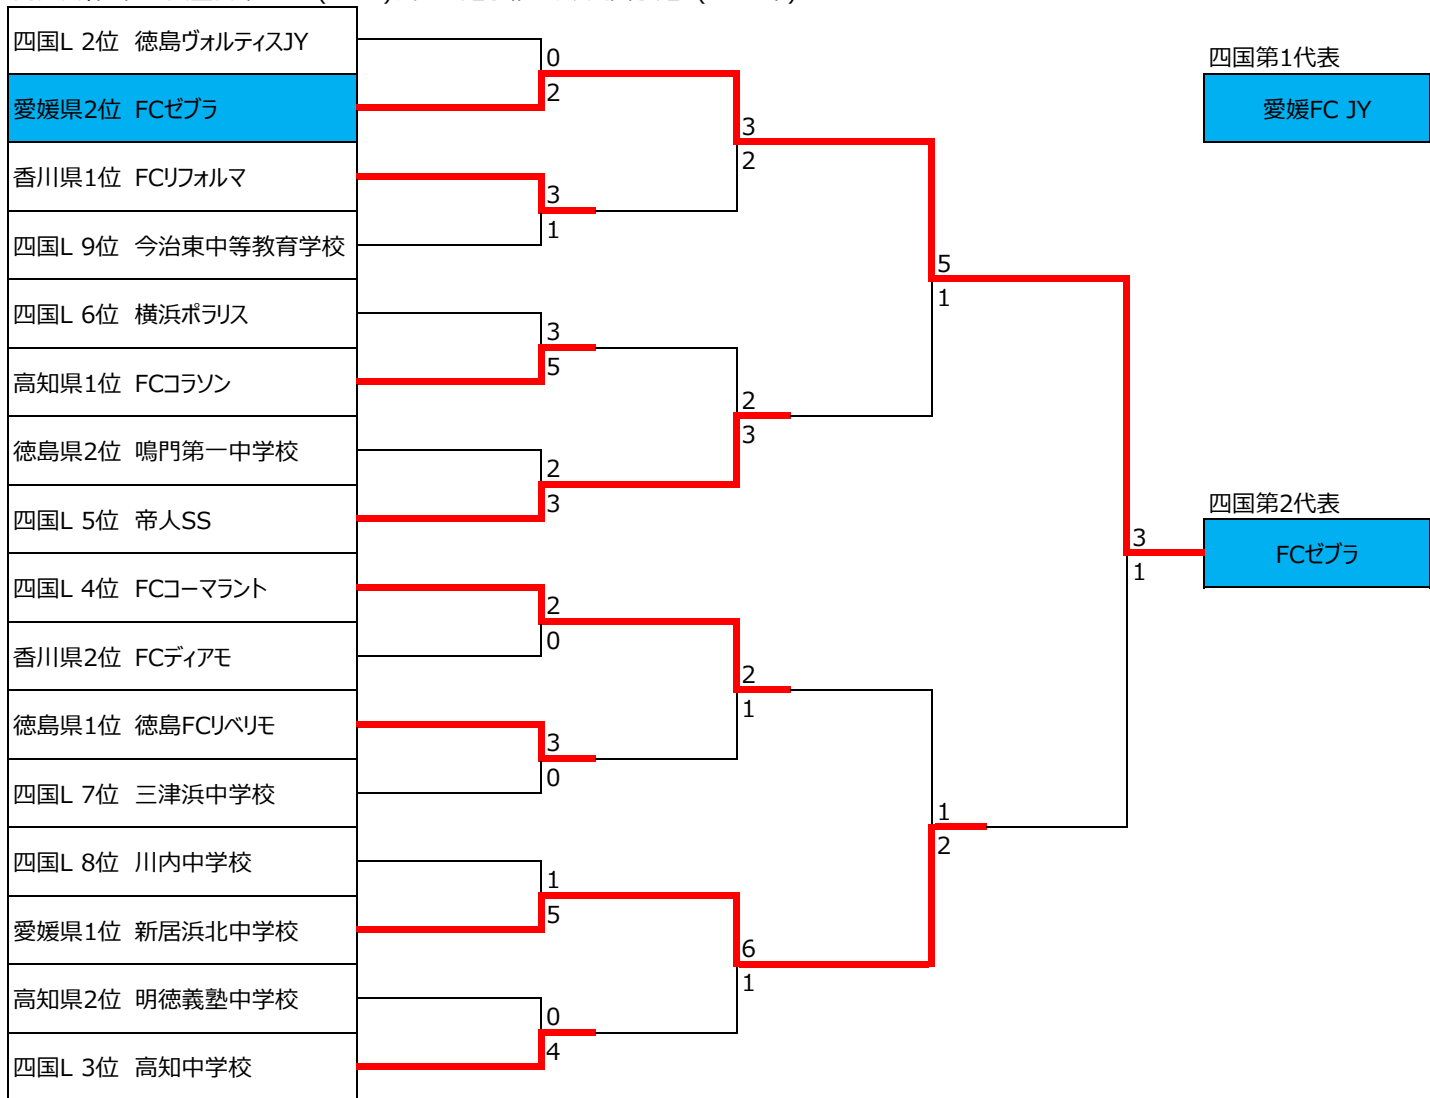 四国L 2位 徳島ヴォルティスJY
愛媛県2位 FCゼブラ
香川県1位 FCリフォルマ
四国L 9位 今治東中等教育学校
四国L 6位 横浜ポラリス
高知県1位 FCコラソン
徳島県2位 鳴門第一中学校
四国L 5位 帝人SS
四国L 4位 FCコーマラント
香川県2位 FCディアモ
徳島県1位 徳島FCリベリモ
四国L 7位 三津浜中学校
四国L 8位 川内中学校
愛媛県1位 新居浜北中学校
高知県2位 明徳義塾中学校
四国L 3位 高知中学校
0
2
3
1
3
5
2
3
2
0
3
0
1
5
0
4
3
2
2
3
2
1
6
1
5
1
1
2
3
1
四国第1代表
愛媛FC JY
四国第2代表
FCゼブラ